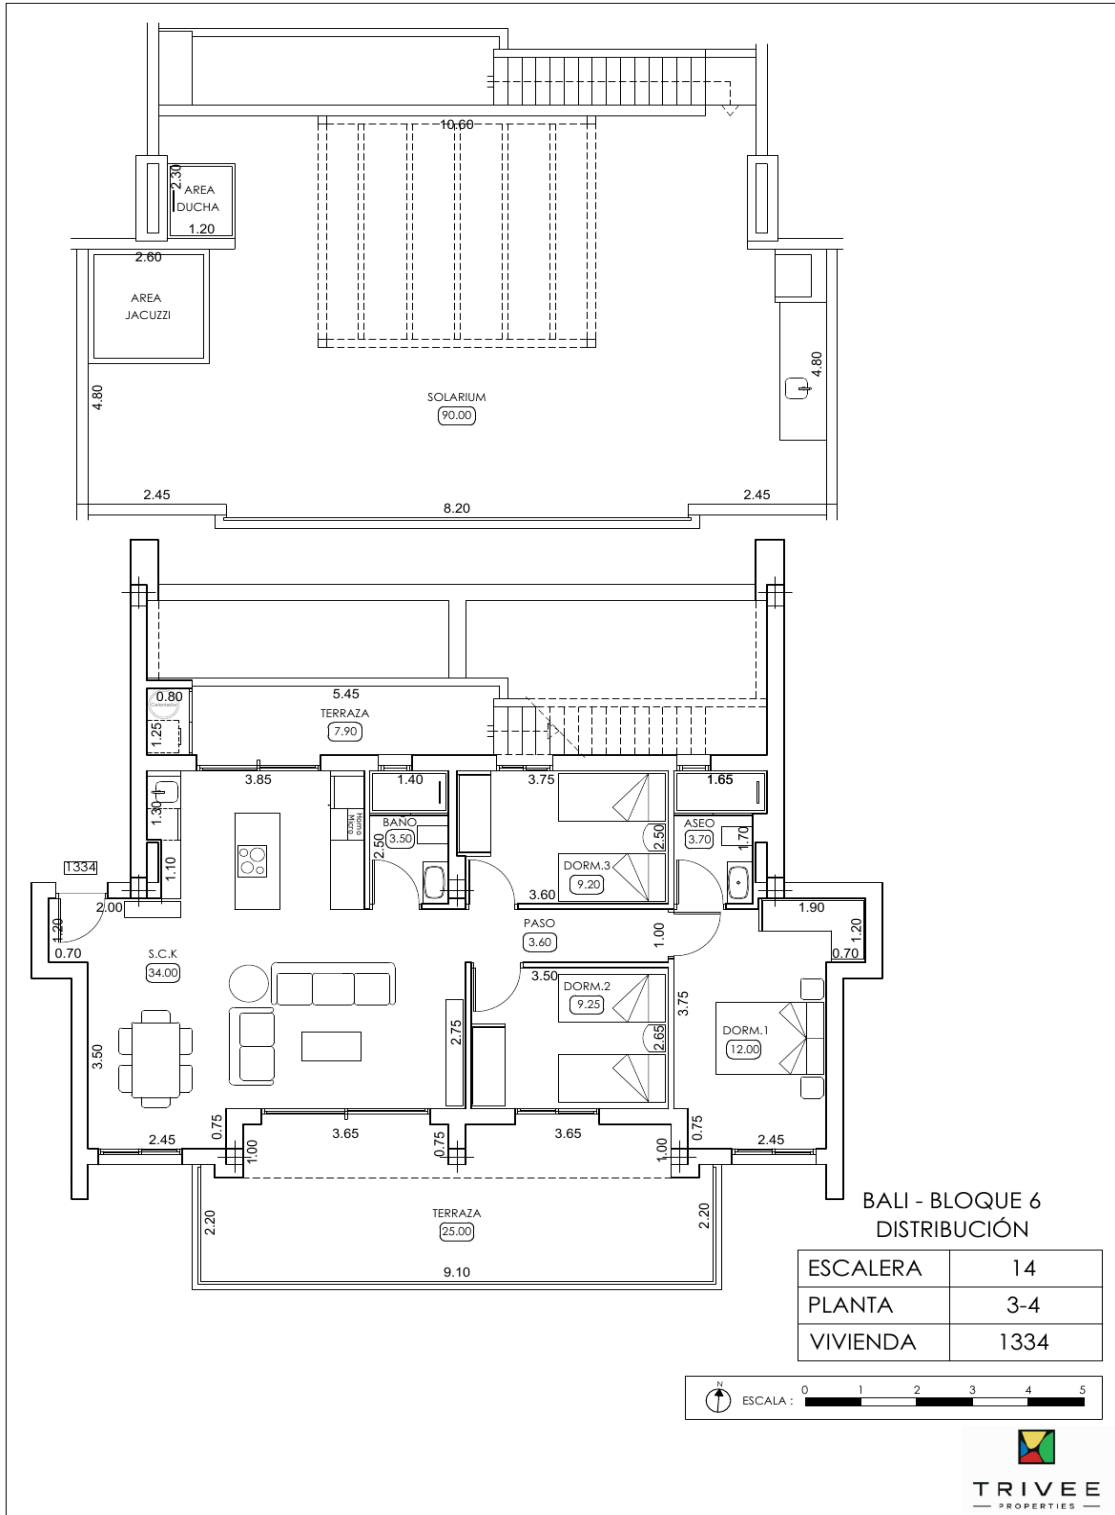 10.60
2.30
AREA
DUCHA
1.20
2.60
AREA
JACUZZI
4.80
4.80
SOLARIUM
90.00
2.45
8.20
2.45
0.80
Calentador
1.25
5.45
TERRAZA
7.90
3.85
1.40
3.75
1.65
1.30
Horno
Micro
BAÑO
3.50
2.50
2.50
ASEO
3.70
1.70
1334
1.10
DORM.3
9.20
3.60
2.00
1.20
0.70
S.C.K
34.00
PASO
3.60
1.00
1.90
1.20
0.70
3.50
DORM.2
9.25
3.75
2.75
2.65
DORM.1
12.00
3.50
0.75
2.45
1.00
3.65
0.75
3.65
1.00
0.75
2.45
2.20
TERRAZA
25.00
2.20
9.10
BALI - BLOQUE 6
DISTRIBUCIÓN
ESCALERA 14
PLANTA 3-4
VIVIENDA 1334
N
ESCALA : 0 1 2 3 4 5
TRIVEE
PROPERTIES